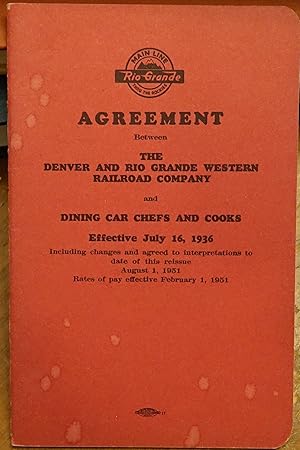 MAIN LINE
Rio Grande
THRU THE ROCKIES
AGREEMENT
Between
THE
DENVER AND RIO GRANDE WESTERN
RAILROAD COMPANY
and
DINING CAR CHEFS AND COOKS
Effective July 16, 1936
Including changes and agreed to interpretations to
date of this reissue
August 1, 1951
Rates of pay effective February 1, 1951